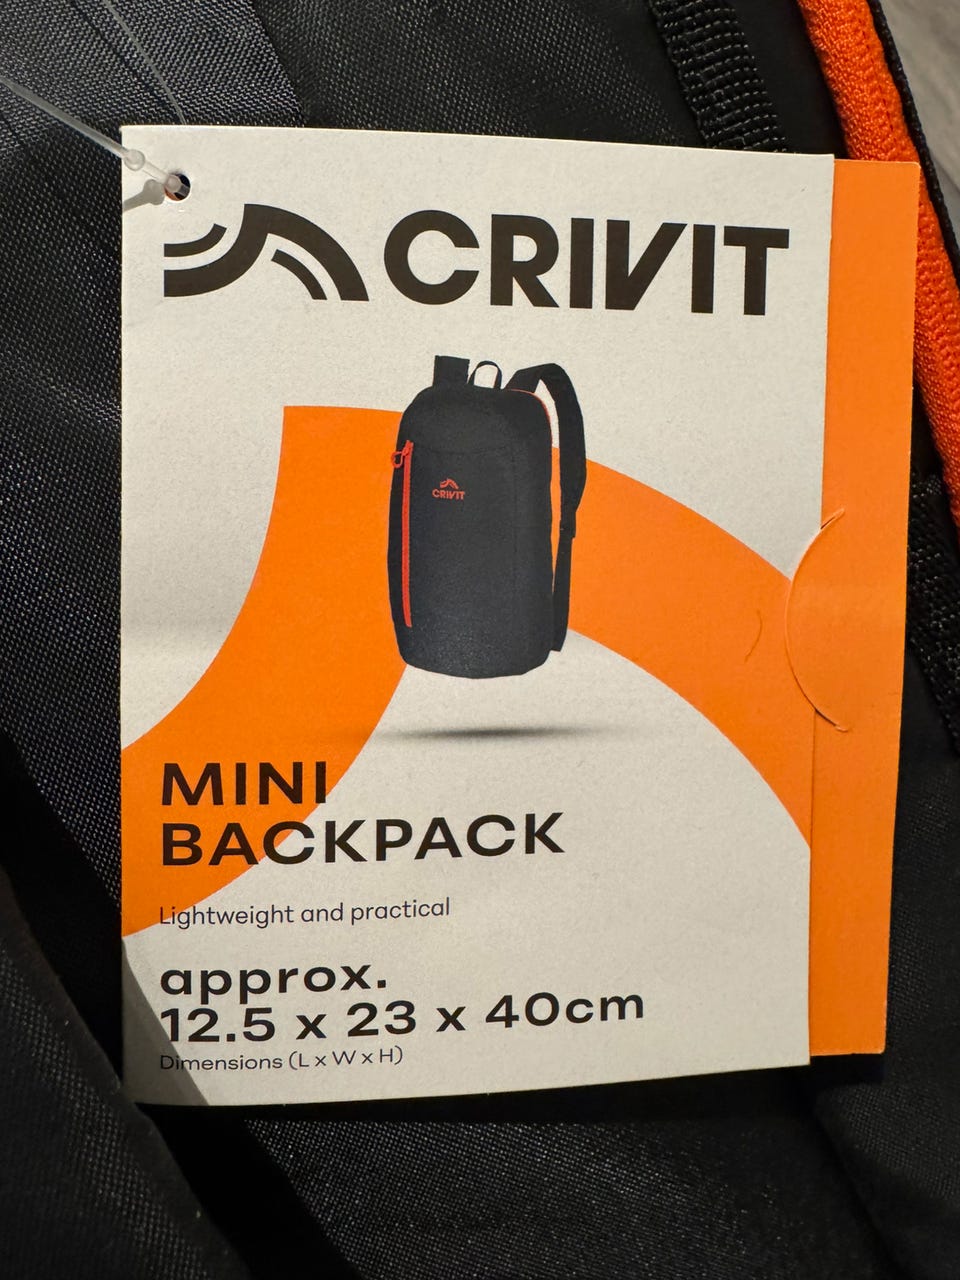 CRIVIT
CRIVIT
MINI
BACKPACK
Lightweight and practical
approx.
12.5 x 23 x 40cm
Dimensions (L x W x H)